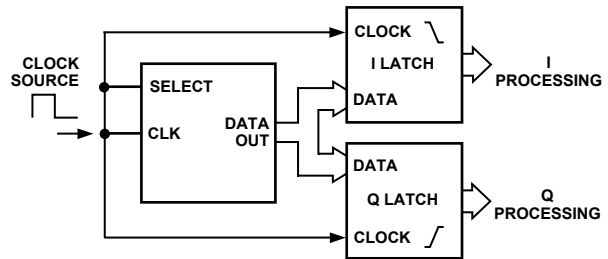 CLOCK
SOURCE
SELECT
CLK
DATA
OUT
CLOCK
I LATCH
DATA
DATA
Q LATCH
CLOCK
I
PROCESSING
Q
PROCESSING